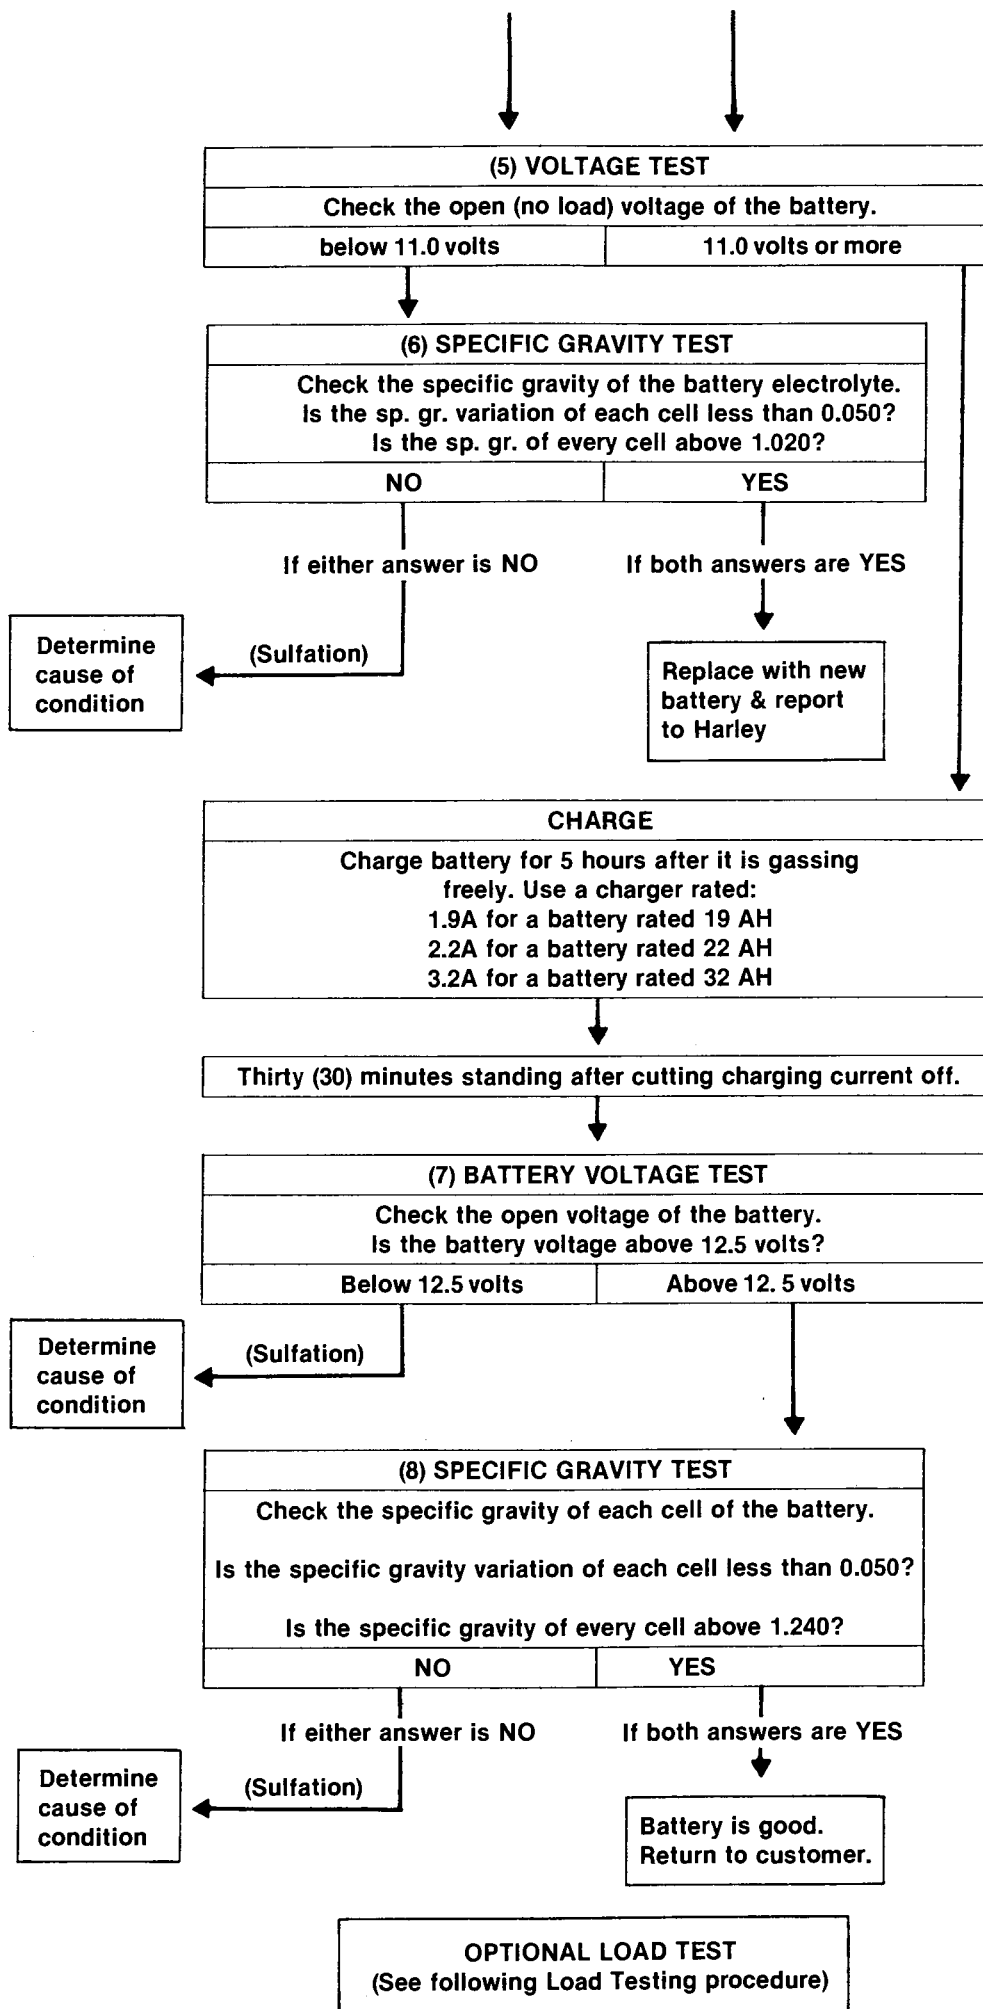 (5) VOLTAGE TEST
Check the open (no load) voltage of the battery.
below 11.0 volts
11.0 volts or more
(6) SPECIFIC GRAVITY TEST
Check the specific gravity of the battery electrolyte.
Is the sp. gr. variation of each cell less than 0.050?
Is the sp. gr. of every cell above 1.020?
NO
YES
If either answer is NO
If both answers are YES
Determine
cause of
condition
(Sulfation)
Replace with new
battery & report
to Harley
CHARGE
Charge battery for 5 hours after it is gassing
freely. Use a charger rated:
1.9A for a battery rated 19 AH
2.2A for a battery rated 22 AH
3.2A for a battery rated 32 AH
Thirty (30) minutes standing after cutting charging current off.
(7) BATTERY VOLTAGE TEST
Check the open voltage of the battery.
Is the battery voltage above 12.5 volts?
Below 12.5 volts
Above 12. 5 volts
Determine
cause of
condition
(Sulfation)
(8) SPECIFIC GRAVITY TEST
Check the specific gravity of each cell of the battery.
Is the specific gravity variation of each cell less than 0.050?
Is the specific gravity of every cell above 1.240?
NO
YES
If either answer is NO
If both answers are YES
Determine
cause of
condition
(Sulfation)
Battery is good.
Return to customer.
OPTIONAL LOAD TEST
(See following Load Testing procedure)